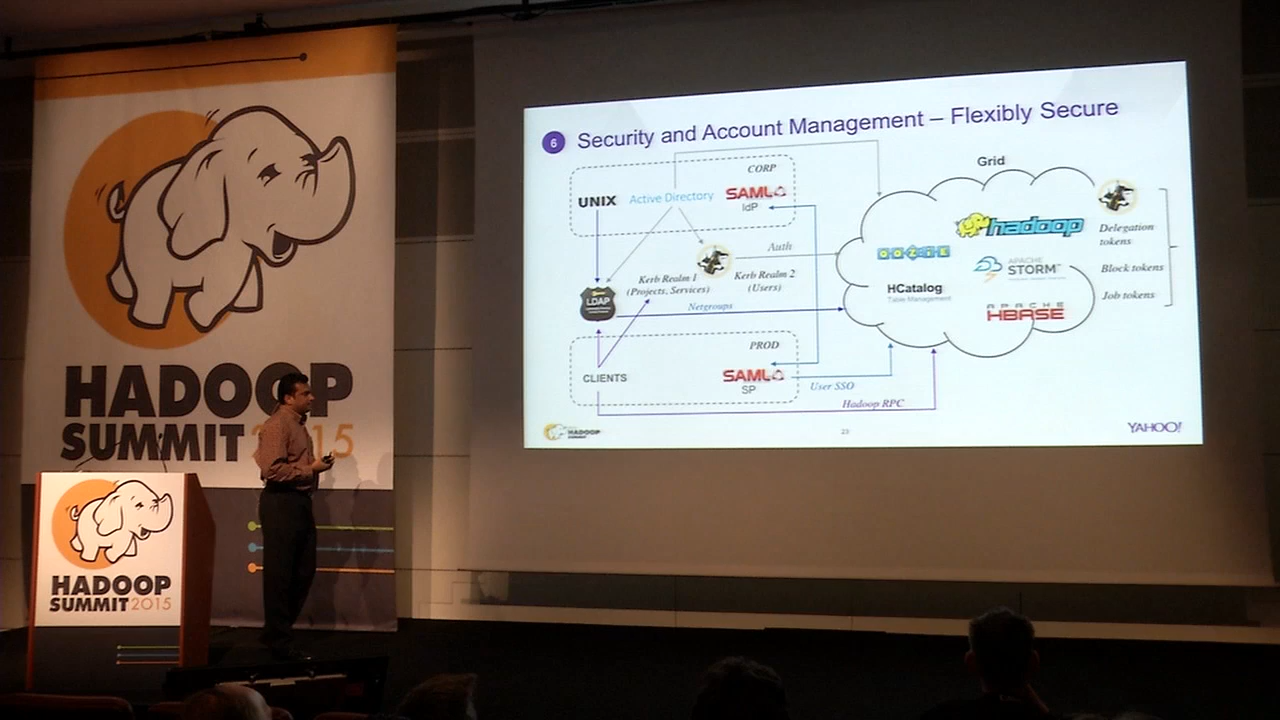 HADOOP
SUMMIT 2015
HADOOP
SUMMIT 2015
6
Security and Account Management – Flexibly Secure
CORP
UNIX
Active Directory
SAML
IdP
Grid
Auth
Kerb Realm 1
(Projects, Services)
Kerb Realm 2
(Users)
LDAP
Netgroups
PROD
CLIENTS
SAML
SP
User SSO
Hadoop RPC
hadoop
OOZIE
APACHE
STORM
HCatalog
Table Management
APACHE
HBASE
Delegation
tokens
Block tokens
Job tokens
HADOOP
SUMMIT
23
YAHOO!